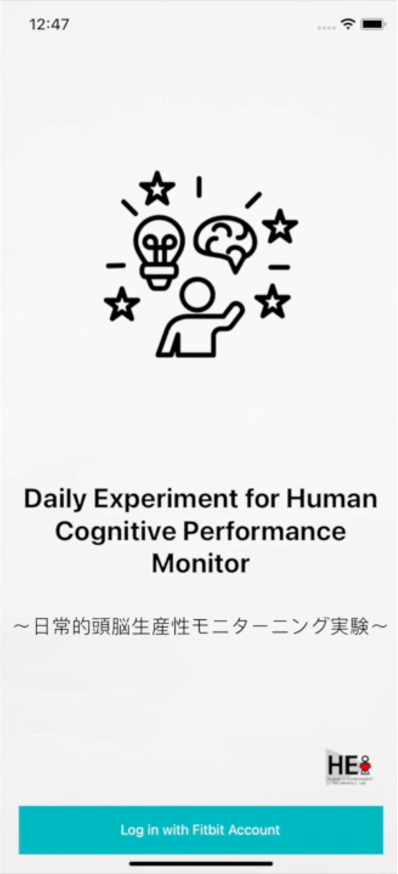 12:47
Daily Experiment for Human
Cognitive Performance
Monitor
～日常的頭脳生産性モニターニング実験～
HE
Log in with Fitbit Account